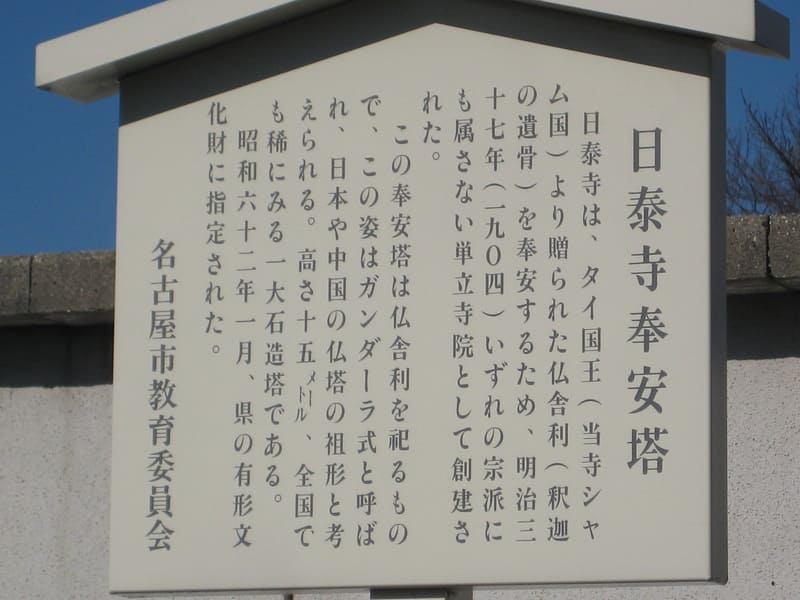 日泰寺奉安塔
日泰寺は、タイ国王（当寺シャ
ム国）より贈られた仏舎利（釈迦
の遺骨）を奉安するため、明治三
十七年（一九〇四）いずれの宗派に
も属さない単立寺院として創建さ
れた。
この奉安塔は仏舎利を祀るもの
で、この姿はガンダーラ式と呼ば
れ、日本や中国の仏塔の祖形と考
えられる。高さ十五メートル、全国で
も稀にみる一大石造塔である。
昭和六十二年一月、県の有形文
化財に指定された。
名古屋市教育委員会